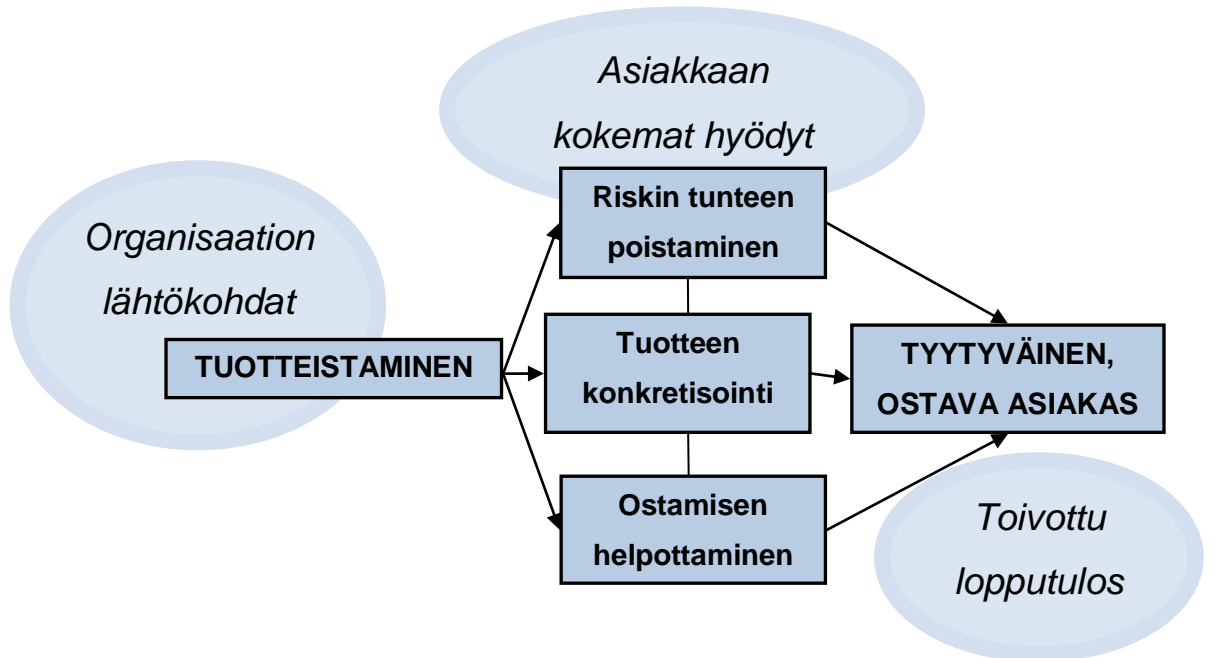 Asiakkaan
kokemat hyödyt
Organisaation
lähtökohdat
TUOTTEISTAMINEN
Riskin tunteen
poistaminen
Tuotteen
konkretisointi
Ostamisen
helpottaminen
TYYTYVÄINEN,
OSTAVA ASIAKAS
Toivottu
lopputulos